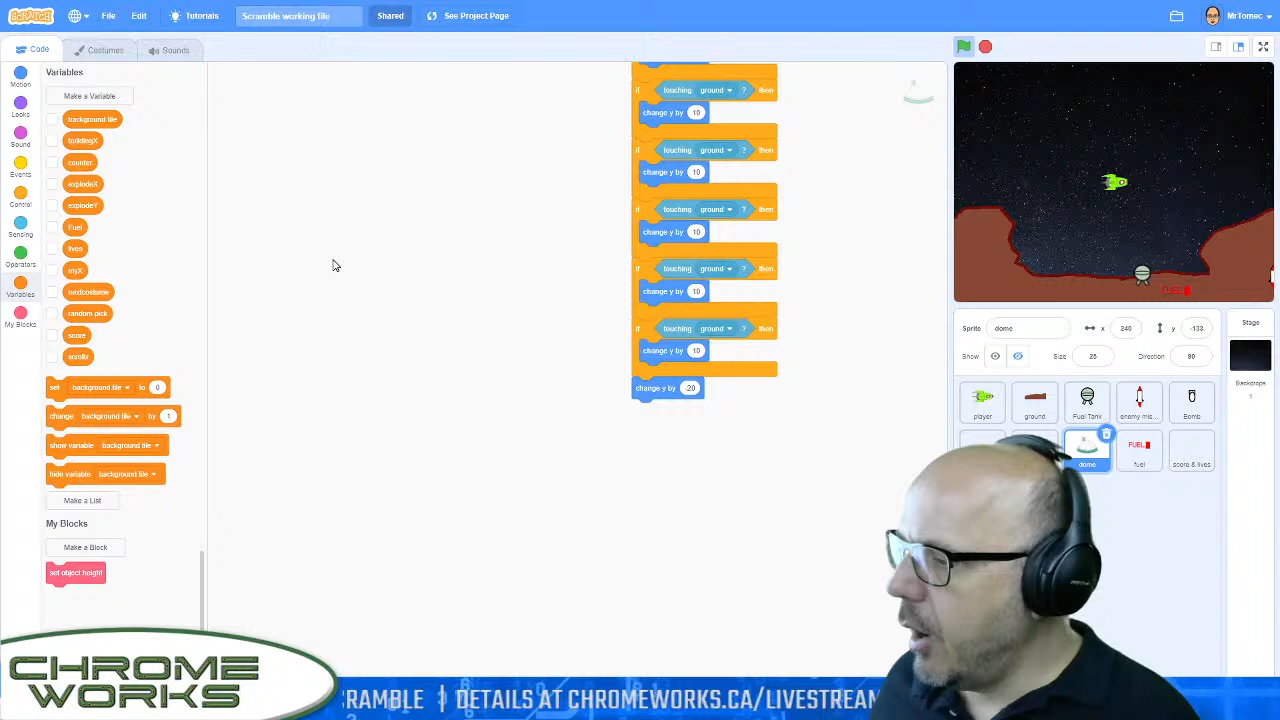 SCRATCH File Edit Tutorials Scramble working file Shared See Project Page MrTomec
Code Costumes Sounds
Motion
Looks
Sound
Events
Control
Sensing
Operators
Variables
My Blocks
Variables
Make a Variable
background tile
buildingX
counter
explodeX
explodeY
Fuel
lives
myX
nextcostume
random pick
score
scrollx
set background tile to 0
change background tile by 1
show variable background tile
hide variable background tile
Make a List
My Blocks
Make a Block
set object height
if touching ground ? then
change y by 10
if touching ground ? then
change y by 10
if touching ground ? then
change y by 10
if touching ground ? then
change y by 10
if touching ground ? then
change y by 10
change y by -20
FUEL
Sprite dome x 240 y -133
Show Size 25 Direction 90
player ground Fuel Tank enemy mis... Bomb
dome FUEL fuel score & lives
Stage
Backdrops
1
CHROME
WORKS
SCRAMBLE | DETAILS AT CHROMEWORKS.CA/LIVESTREAM